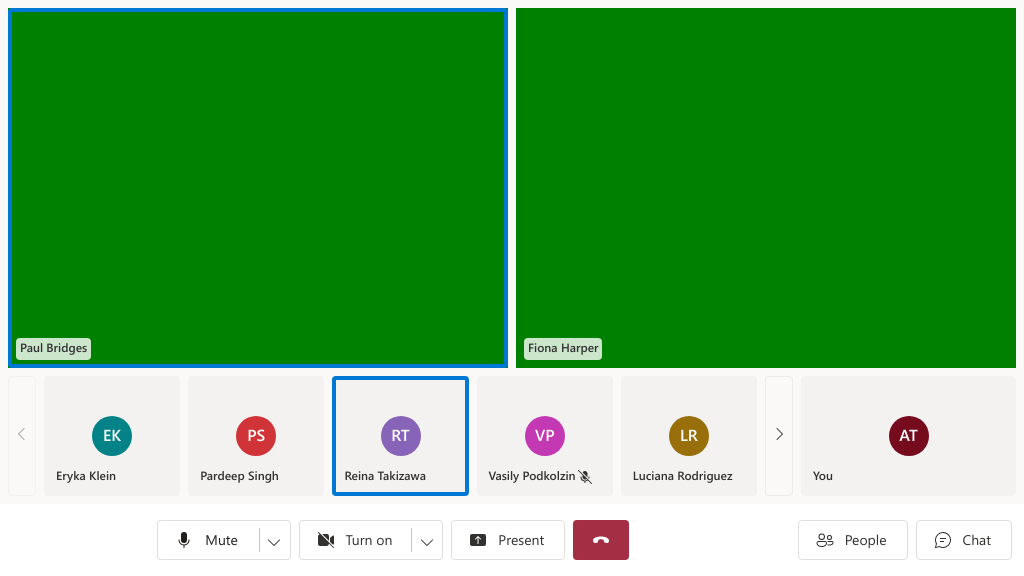 Paul Bridges
Fiona Harper
EK
Eryka Klein
PS
Pardeep Singh
RT
Reina Takizawa
VP
Vasily Podkolzin
LR
Luciana Rodriguez
AT
You
Mute
Turn on
Present
People
Chat